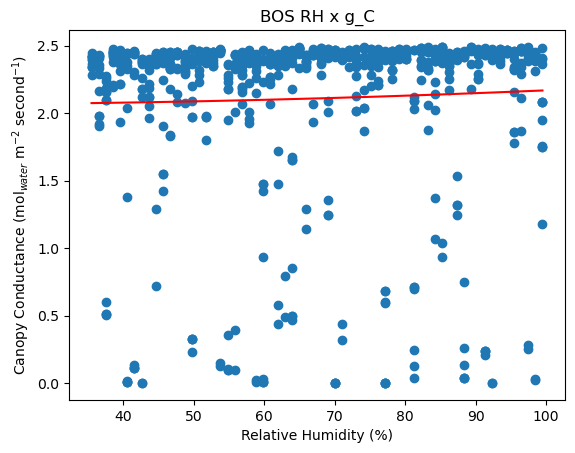 BOS RH x g_C
Canopy Conductance (mol_water m⁻² second⁻¹)
2.5
2.0
1.5
1.0
0.5
0.0
40 50 60 70 80 90 100
Relative Humidity (%)